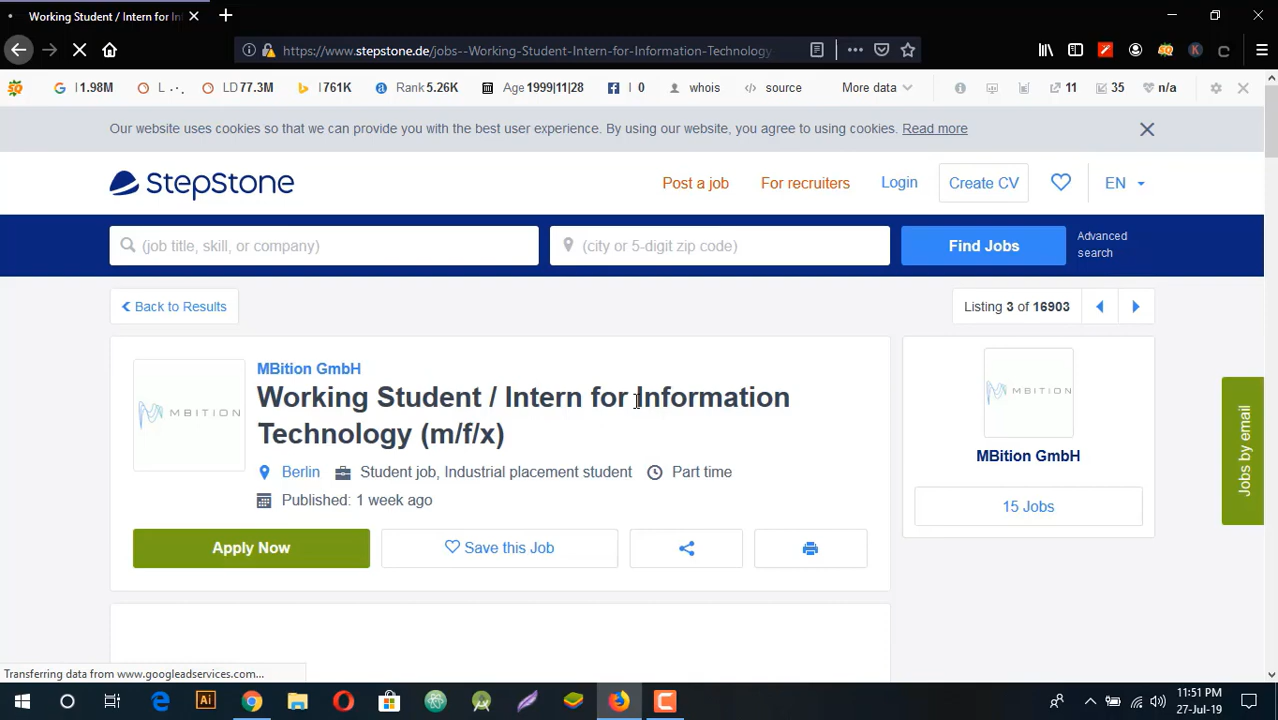 Working Student / Intern for In
https://www.stepstone.de/jobs--Working-Student-Intern-for-Information-Technology
1.98M
L
LD 77.3M
761K
Rank 5.26K
Age 1999|11|28
0
whois
source
More data
11
35
n/a
Our website uses cookies so that we can provide you with the best user experience. By using our website, you agree to using cookies. Read more
StepStone
Post a job
For recruiters
Login
Create CV
EN
(job title, skill, or company)
(city or 5-digit zip code)
Find Jobs
Advanced
search
Back to Results
Listing 3 of 16903
MBITION
MBition GmbH
Working Student / Intern for Information
Technology (m/f/x)
Berlin
Student job, Industrial placement student
Part time
Published: 1 week ago
Apply Now
Save this Job
MBITION
MBition GmbH
15 Jobs
Jobs by email
Transferring data from www.googleadservices.com...
Ai
11:51 PM
27-Jul-19